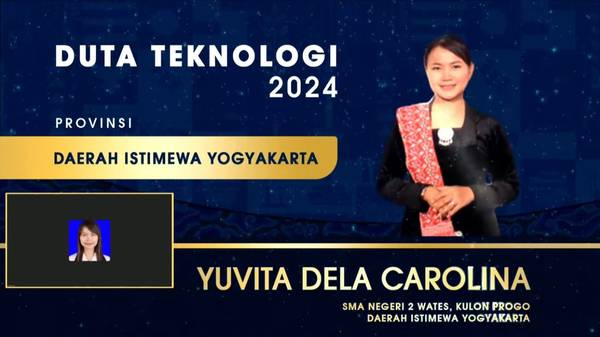 DUTA TEKNOLOGI
2024
PROVINSI
DAERAH ISTIMEWA YOGYAKARTA
YUVITA DELA CAROLINA
SMA NEGERI 2 WATES, KULON PROGO
DAERAH ISTIMEWA YOGYAKARTA